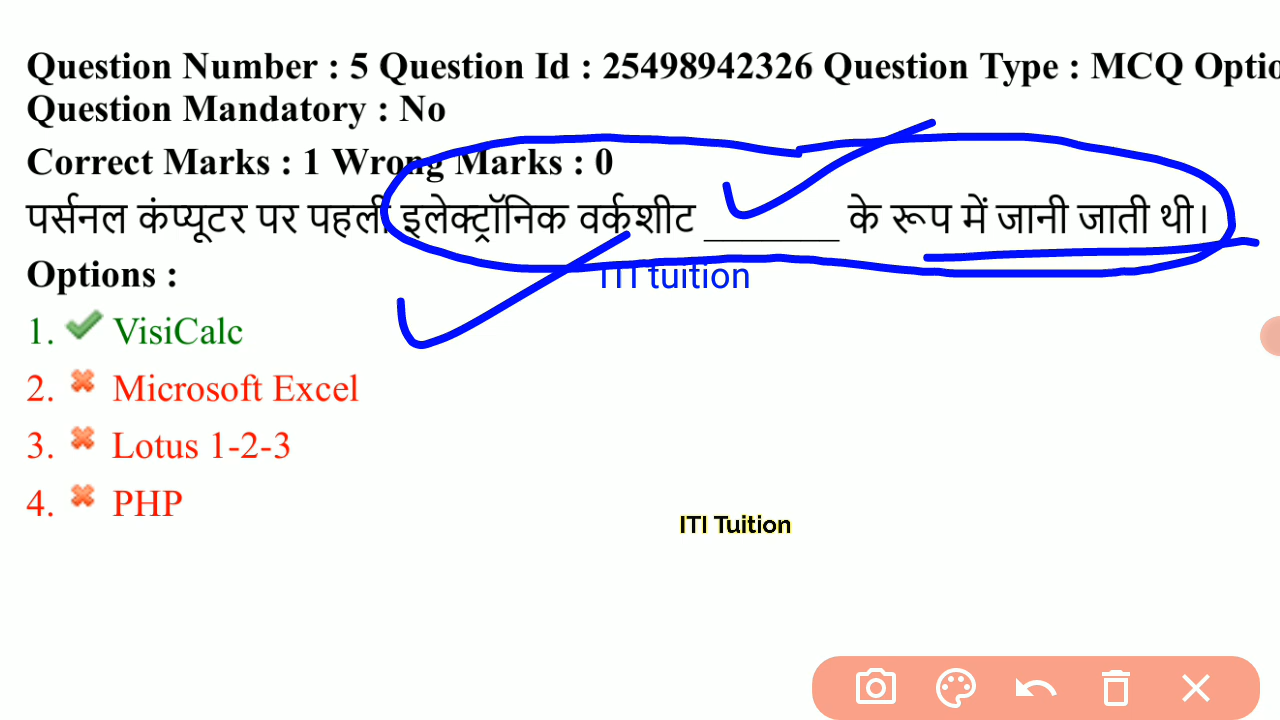 Question Number : 5 Question Id : 25498942326 Question Type : MCQ Optio
Question Mandatory : No
Correct Marks : 1 Wrong Marks : 0
पर्सनल कंप्यूटर पर पहली इलेक्ट्रॉनिक वर्कशीट _______ के रूप में जानी जाती थी।
Options :
ITI tuition
1. VisiCalc
2. Microsoft Excel
3. Lotus 1-2-3
4. PHP
ITI Tuition